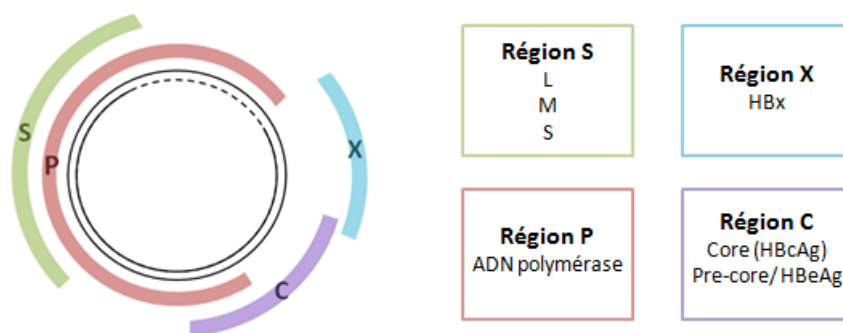 S
P
X
C
Région S
L
M
S
Région X
HBx
Région P
ADN polymérase
Région C
Core (HBcAg)
Pre-core/ HBeAg